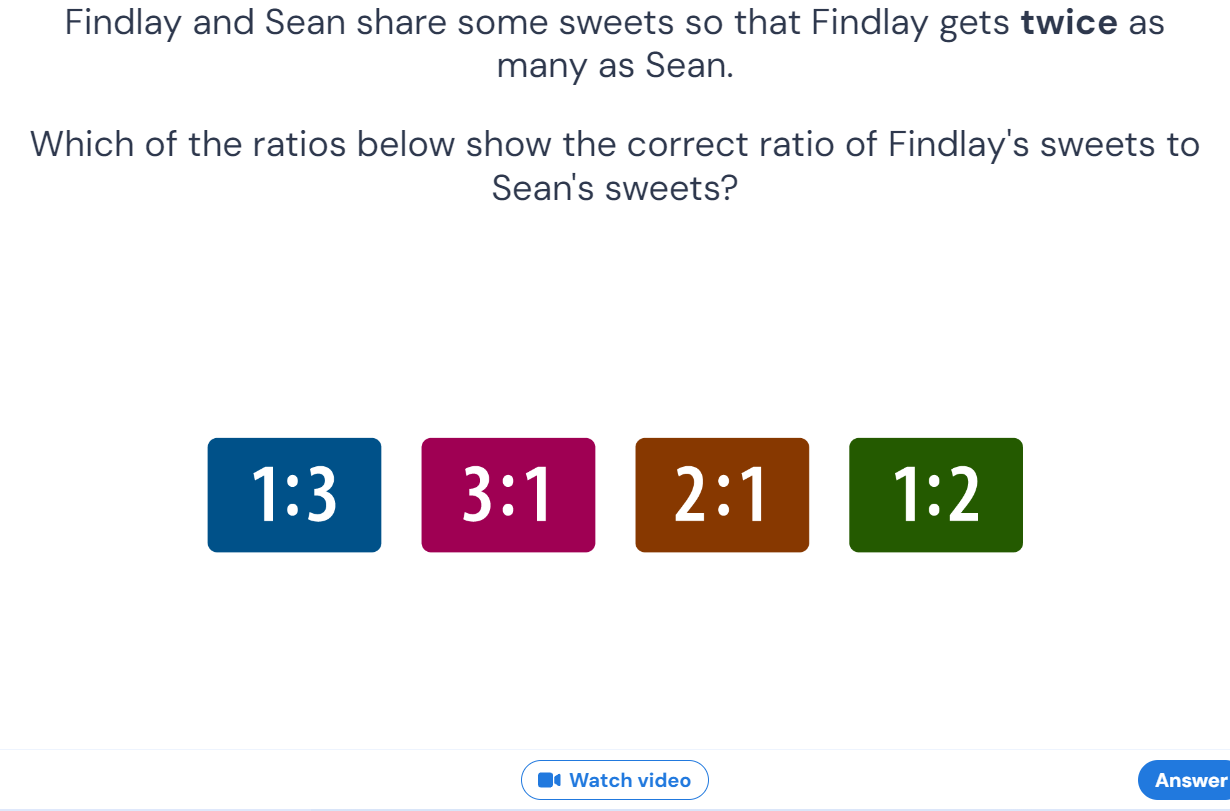 Findlay and Sean share some sweets so that Findlay gets twice as
many as Sean.
Which of the ratios below show the correct ratio of Findlay's sweets to
Sean's sweets?
1:3
3:1
2:1
1:2
Watch video
Answer